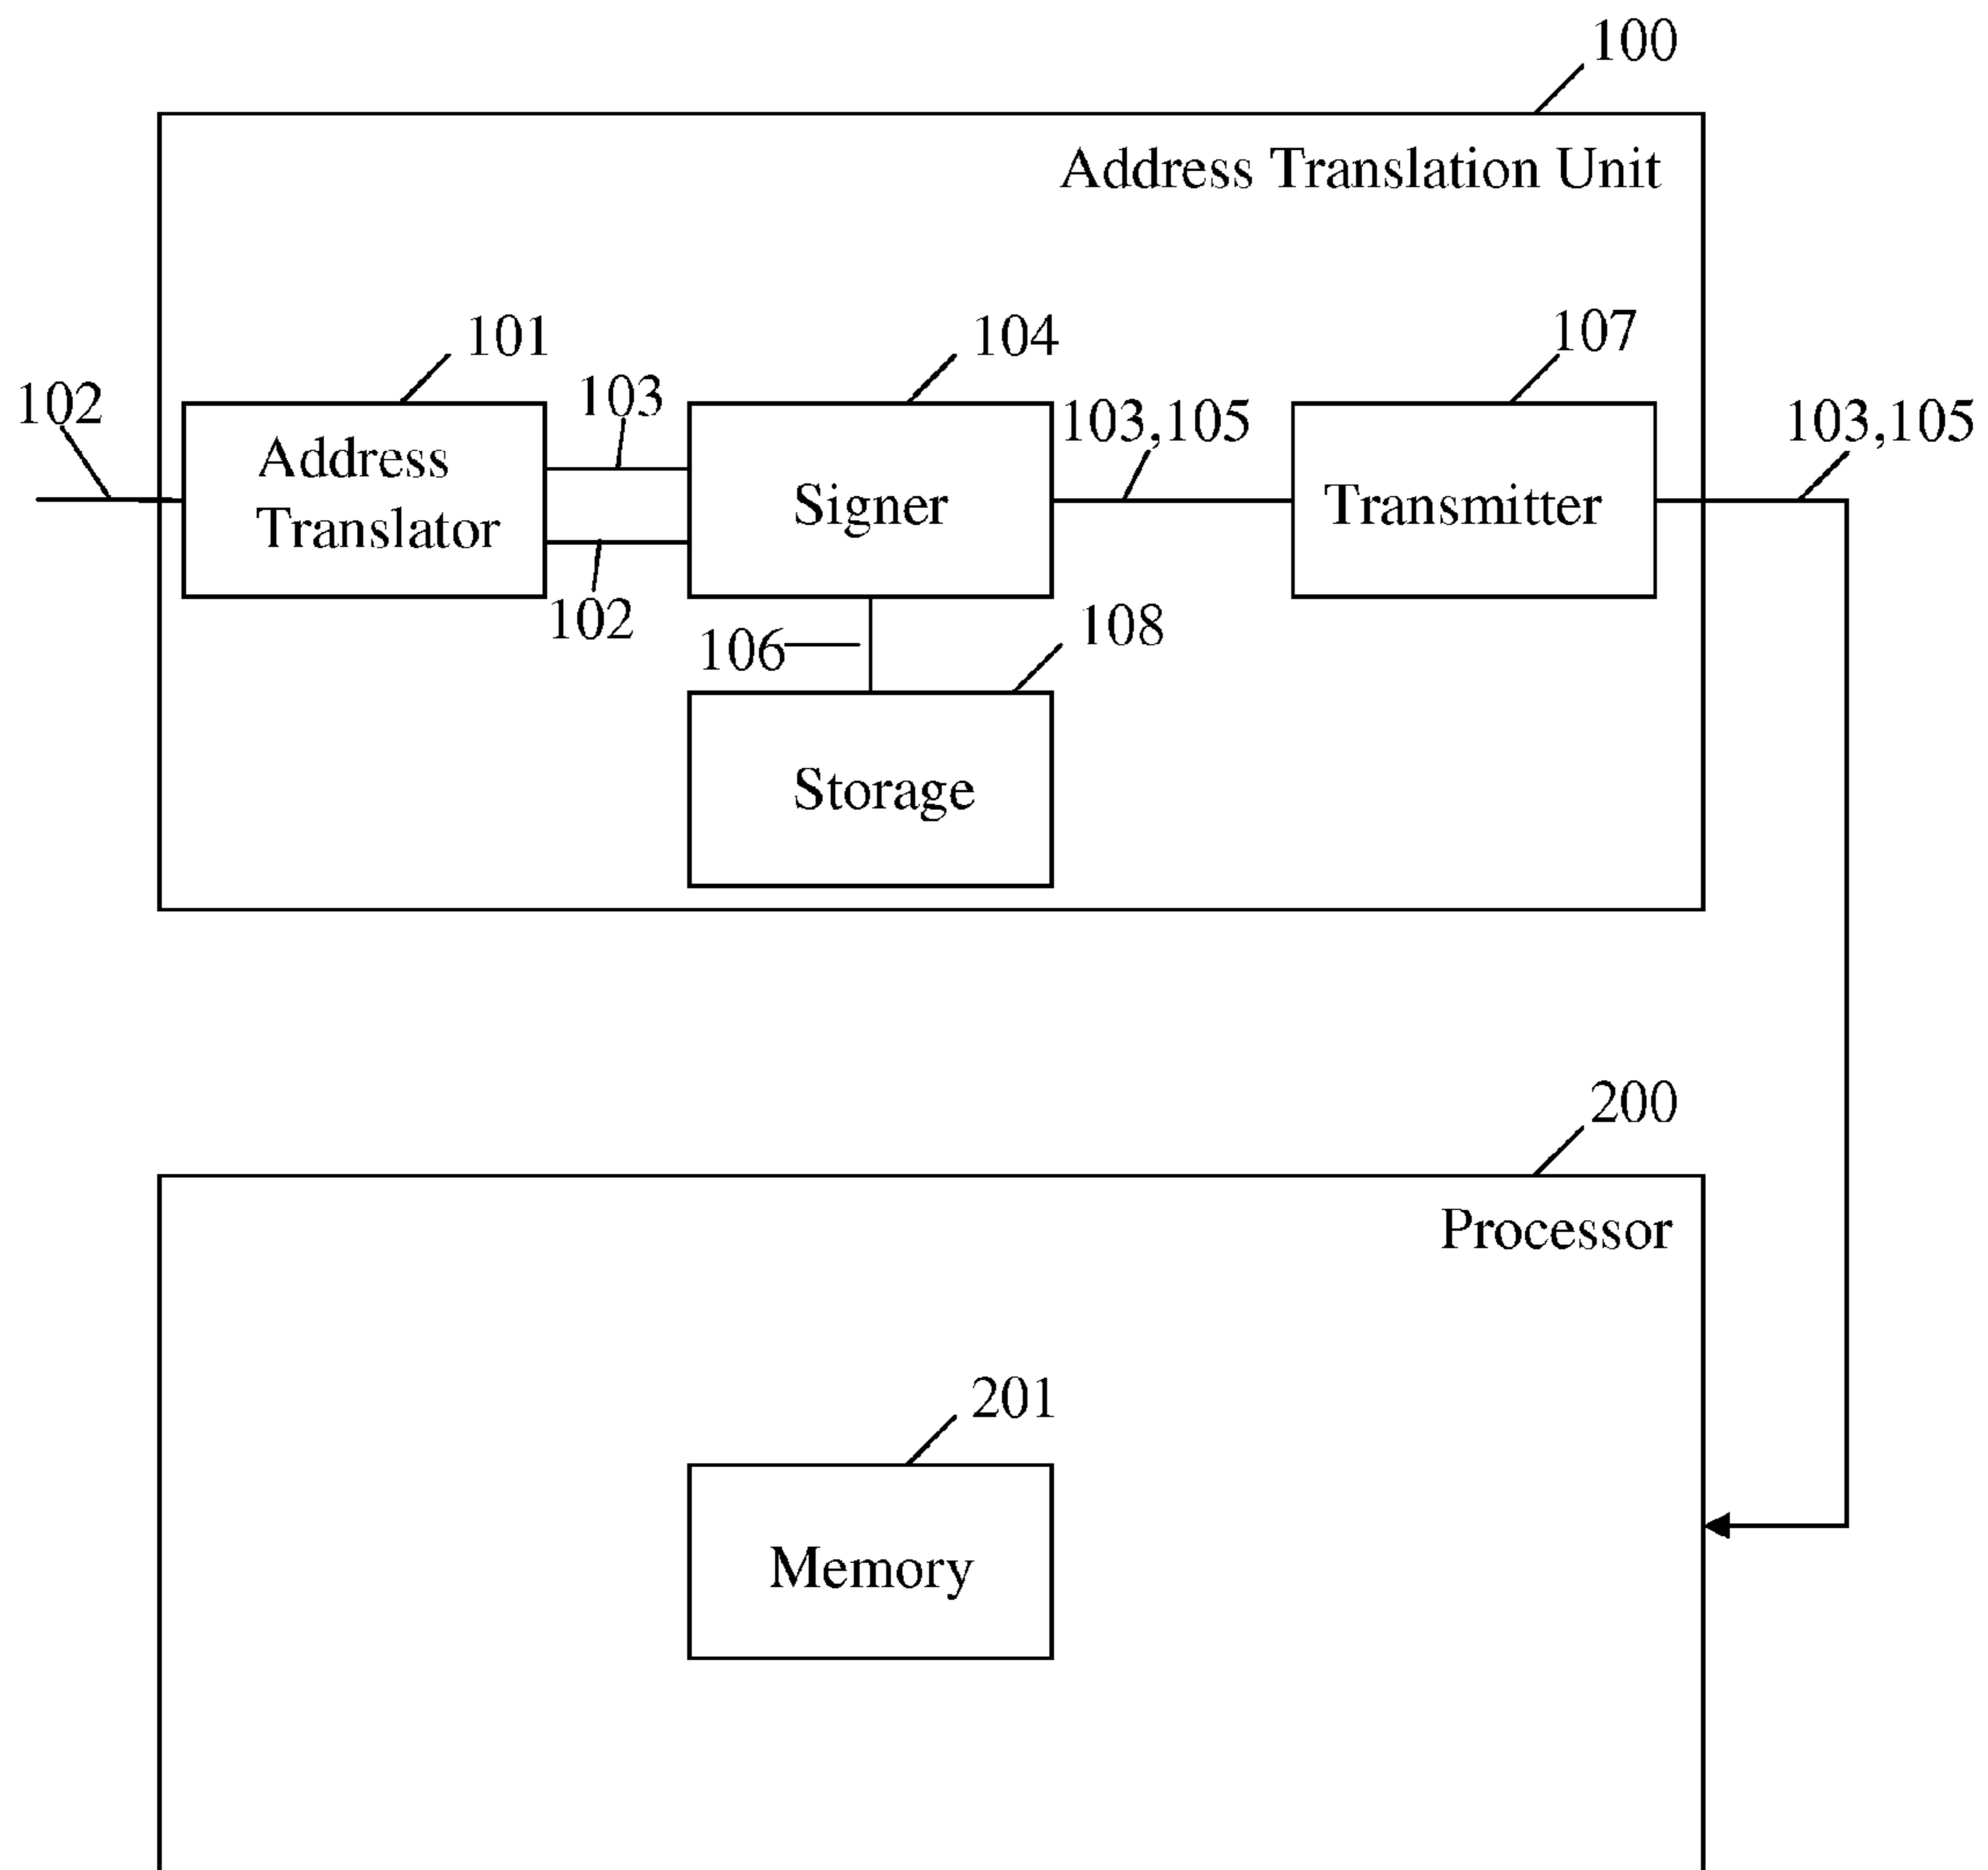 100
Address Translation Unit
101
104
107
102
103
103,105
103,105
Address
Translator
Signer
Transmitter
102
106
108
Storage
200
Processor
201
Memory